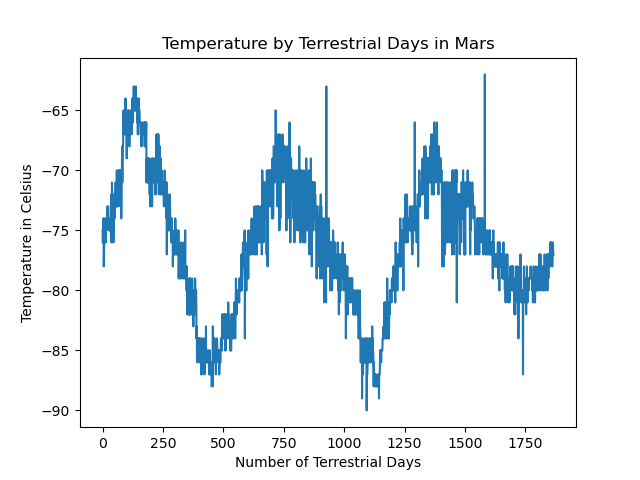 Temperature by Terrestrial Days in Mars
Temperature in Celsius
−65
−70
−75
−80
−85
−90
0 250 500 750 1000 1250 1500 1750
Number of Terrestrial Days